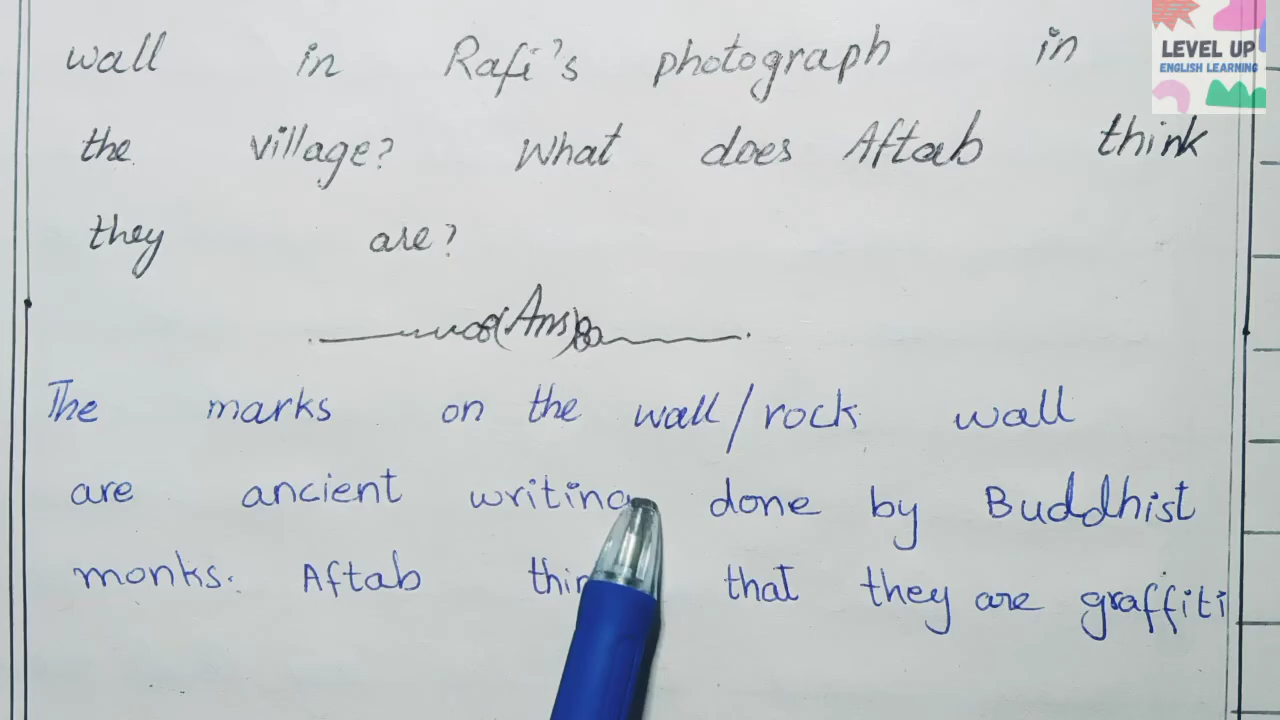 wall in Rafi's photograph in
the village? What does Aftab think
they are?
(Ans)
The marks on the wall/rock wall
are ancient writing done by Buddhist
monks. Aftab that they are graffiti
LEVEL UP
ENGLISH LEARNING